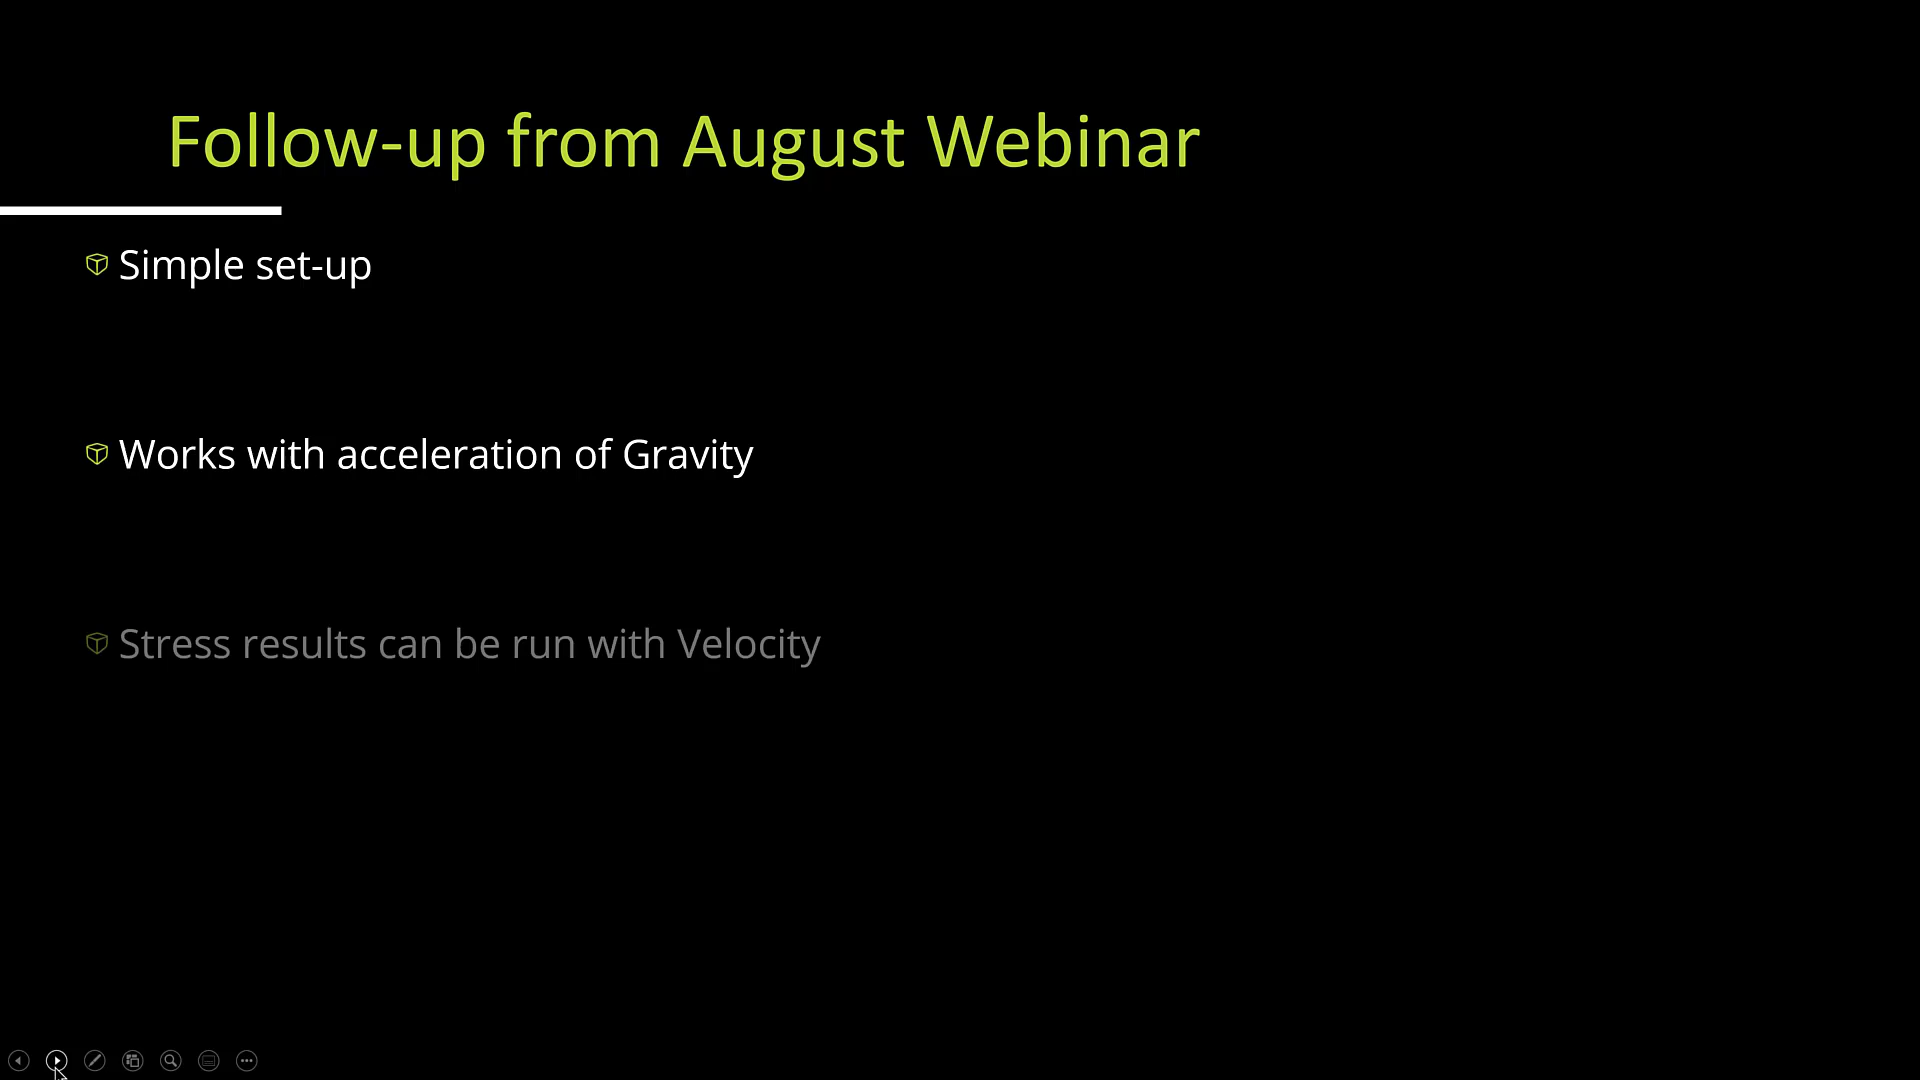 Follow-up from August Webinar
Simple set-up
Works with acceleration of Gravity
Stress results can be run with Velocity